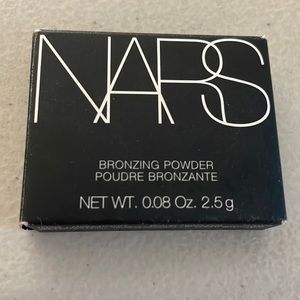 NARS
BRONZING POWDER
POUDRE BRONZANTE
NET WT. 0.08 Oz. 2.5 g